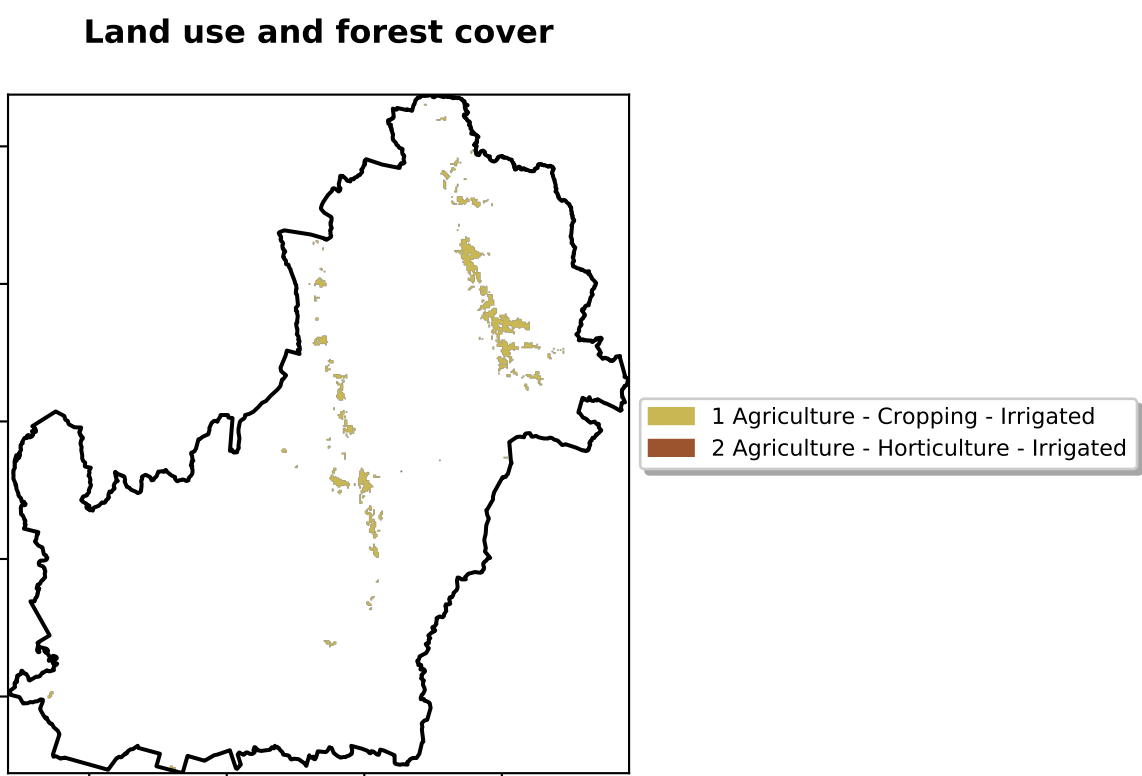 Land use and forest cover
1 Agriculture - Cropping - Irrigated
2 Agriculture - Horticulture - Irrigated